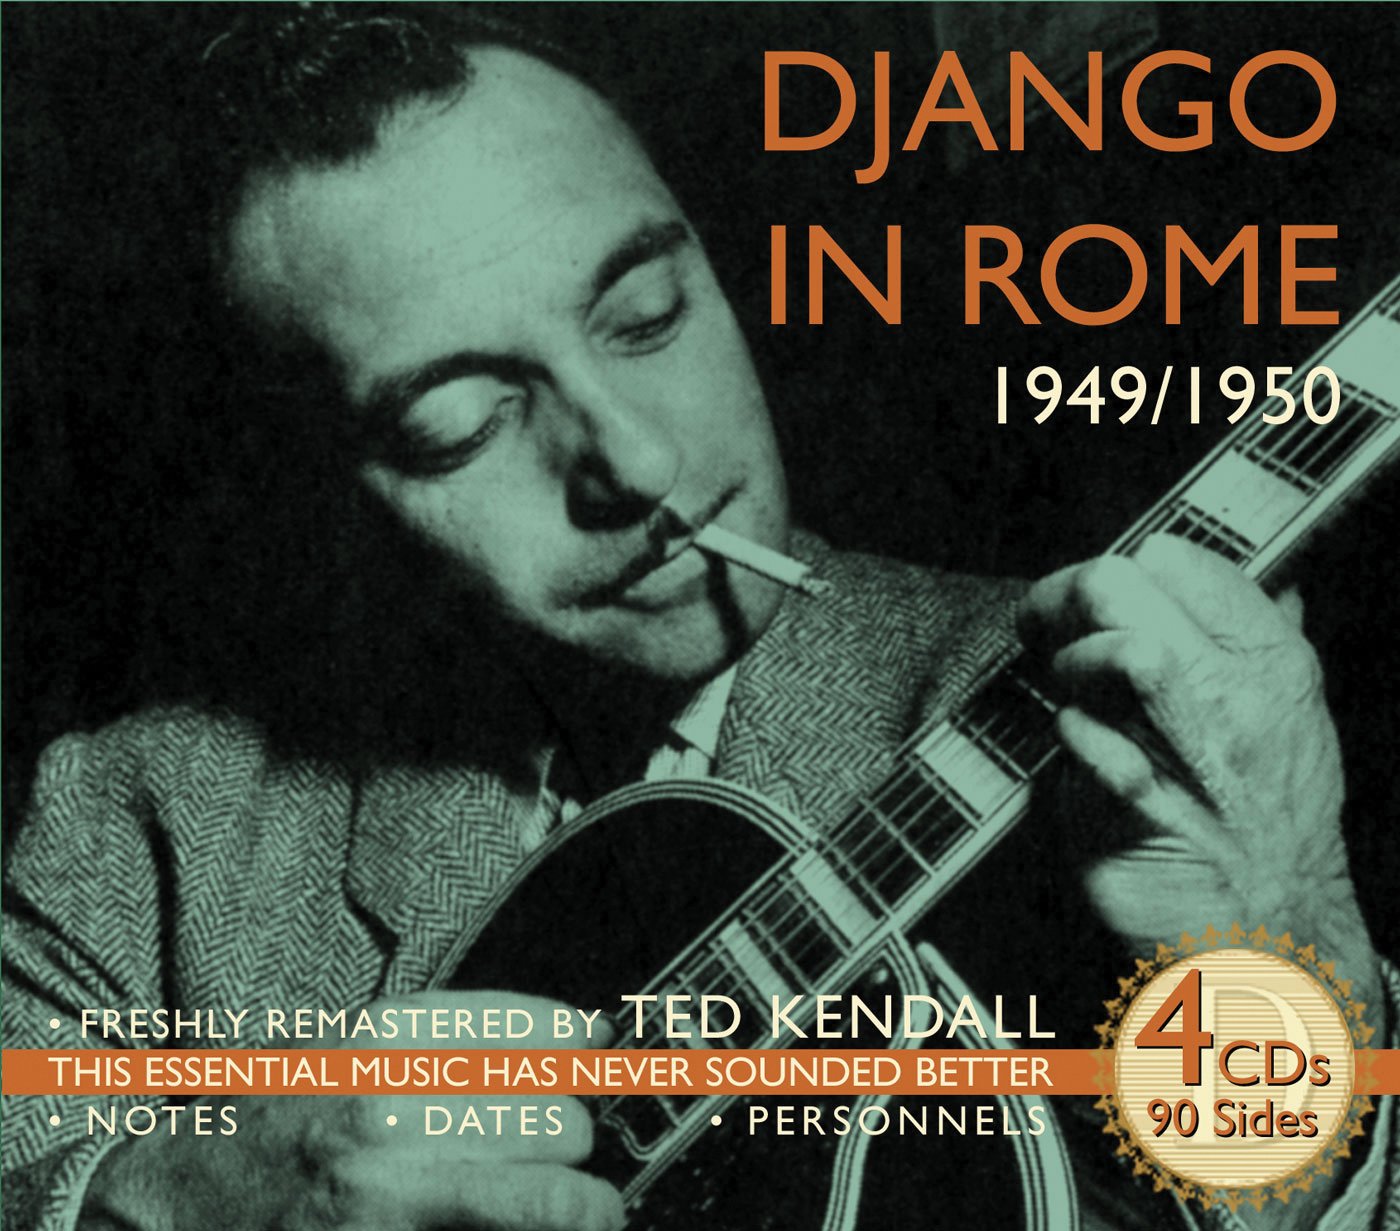 DJANGO
IN ROME
1949/1950
• FRESHLY REMASTERED BY TED KENDALL
THIS ESSENTIAL MUSIC HAS NEVER SOUNDED BETTER
• NOTES • DATES • PERSONNELS
4 CDs
90 Sides
D